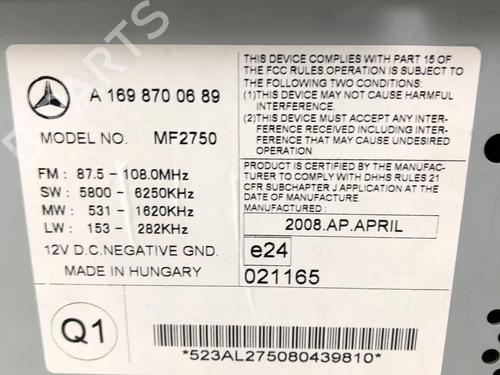 A 169 870 06 89
MODEL NO. MF2750
FM : 87.5 - 108.0MHz
SW : 5800 - 6250KHz
MW : 531 - 1620KHz
LW : 153 - 282KHz
12V D.C.NEGATIVE GND.
MADE IN HUNGARY
THIS DEVICE COMPLIES WITH PART 15 OF
THE FCC RULES.OPERATION IS SUBJECT TO
THE FOLLOWING TWO CONDITIONS:
(1)THIS DEVICE MAY NOT CAUSE HARMFUL
INTERFERENCE,AND
(2)THIS DEVICE MUST ACCEPT ANY
INTERFERENCE RECEIVED INCLUDING
INTERFERENCE THAT MAY CAUSE UNDESIRED
OPERATION
PRODUCT IS CERTIFIED BY THE MANUFAC-
TURER TO COMPLY WITH DHHS RULES 21
CFR SUBCHAPTER J APPLICATION AT THE
DATE OF MANUFACTURE.
MANUFACTURED :
2008.AP.APRIL
e24
021165
Q1
*523AL275080439810*